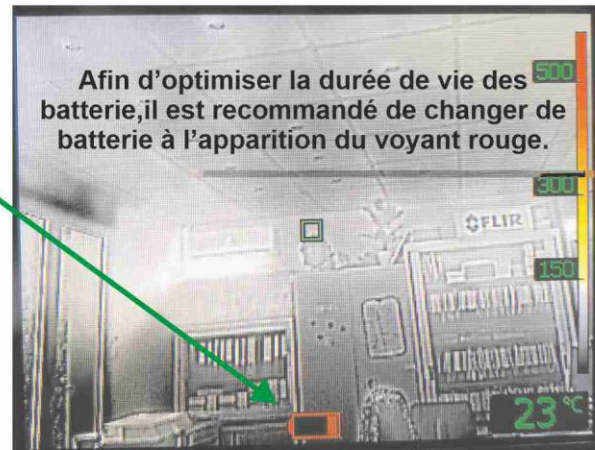 Afin d'optimiser la durée de vie des
batterie,il est recommandé de changer de
batterie à l'apparition du voyant rouge.
500
300
FLIR
150
23 °C